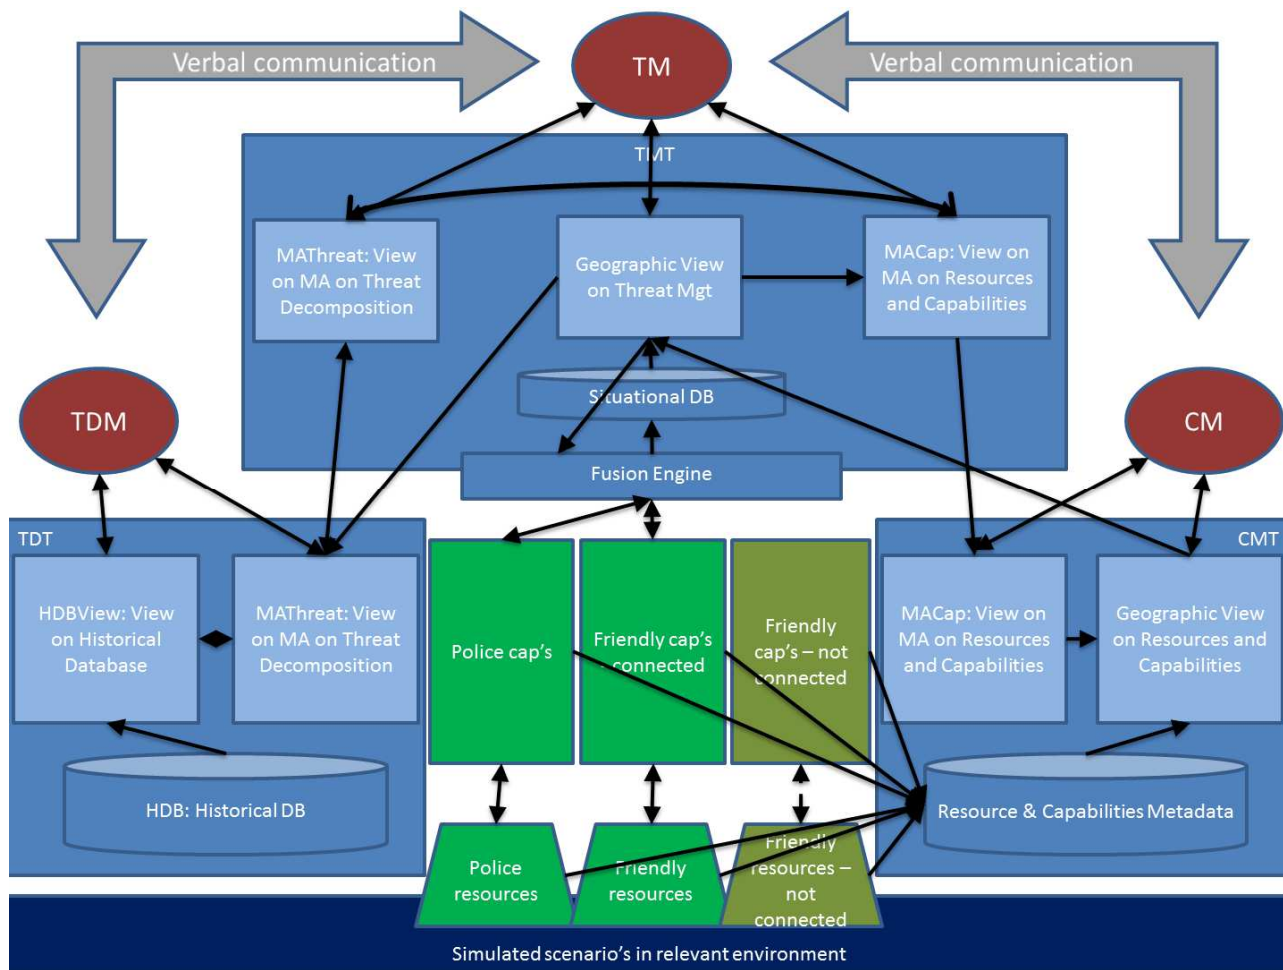 Verbal communication
TM
Verbal communication
TMT
MAThreat: View
on MA on Threat
Decomposition
Geographic View
on Threat Mgt
MACap: View on
MA on Resources
and Capabilities
Situational DB
TDM
CM
Fusion Engine
TDT
HDBView: View
on Historical
Database
MAThreat: View
on MA on Threat
Decomposition
HDB: Historical DB
Police cap's
Friendly cap's
- connected
Friendly
cap's – not
connected
CMT
MACap: View on
MA on Resources
and Capabilities
Geographic View
on Resources and
Capabilities
Resource & Capabilities Metadata
Police
resources
Friendly
resources
Friendly
resources –
not
connected
Simulated scenario's in relevant environment